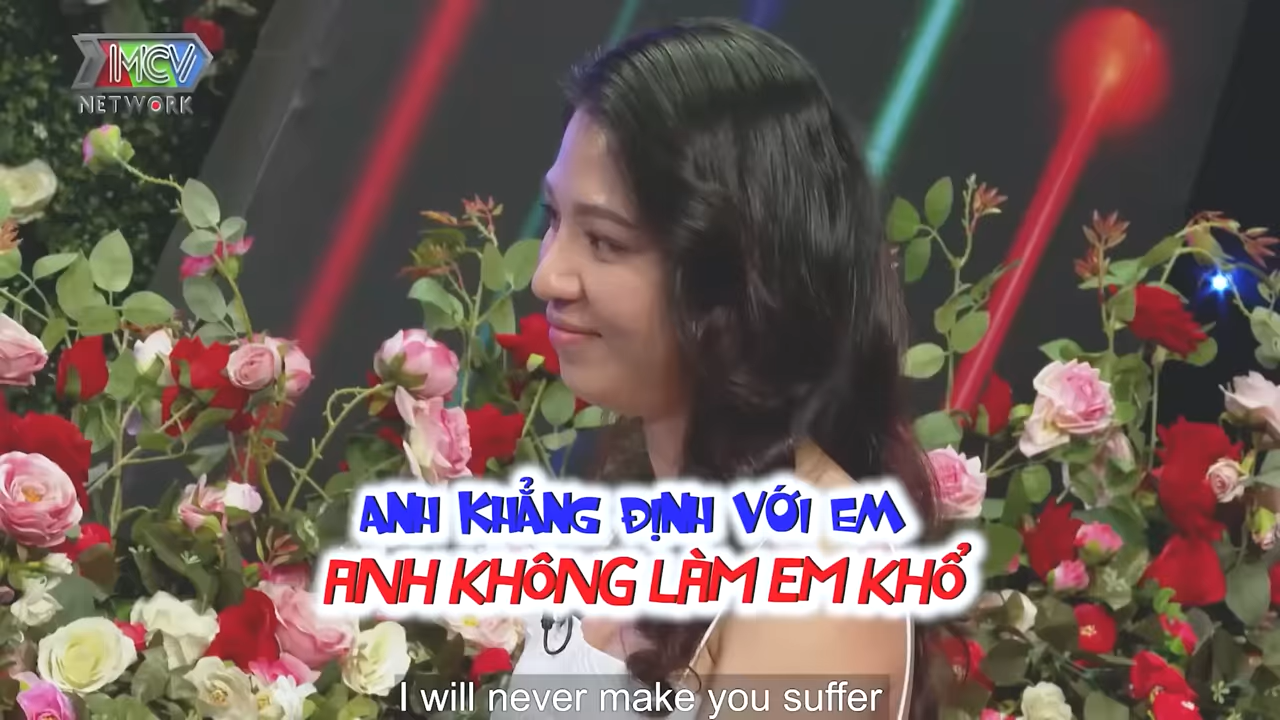 MCV
NETWORK
ANH KHẲNG ĐỊNH VỚI EM
ANH KHÔNG LÀM EM KHỔ
I will never make you suffer